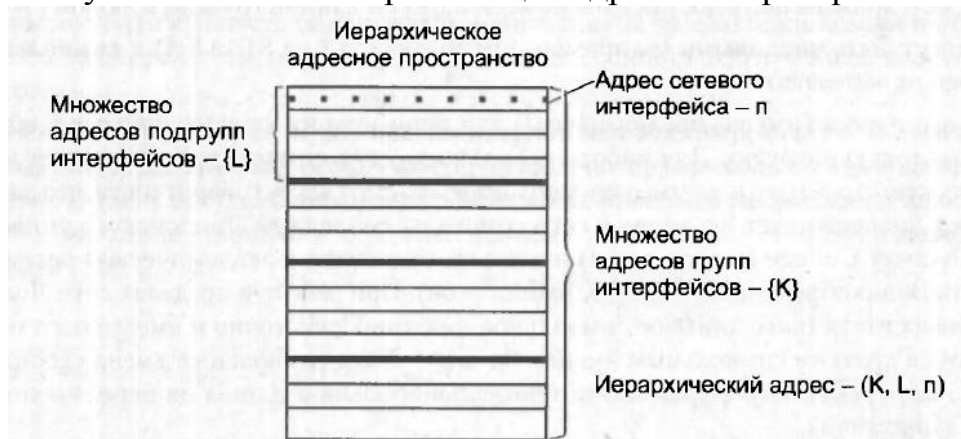 Иерархическое
адресное пространство
Адрес сетевого
интерфейса – n
Множество
адресов подгрупп
интерфейсов – {L}
Множество
адресов групп
интерфейсов – {K}
Иерархический адрес – (K, L, n)